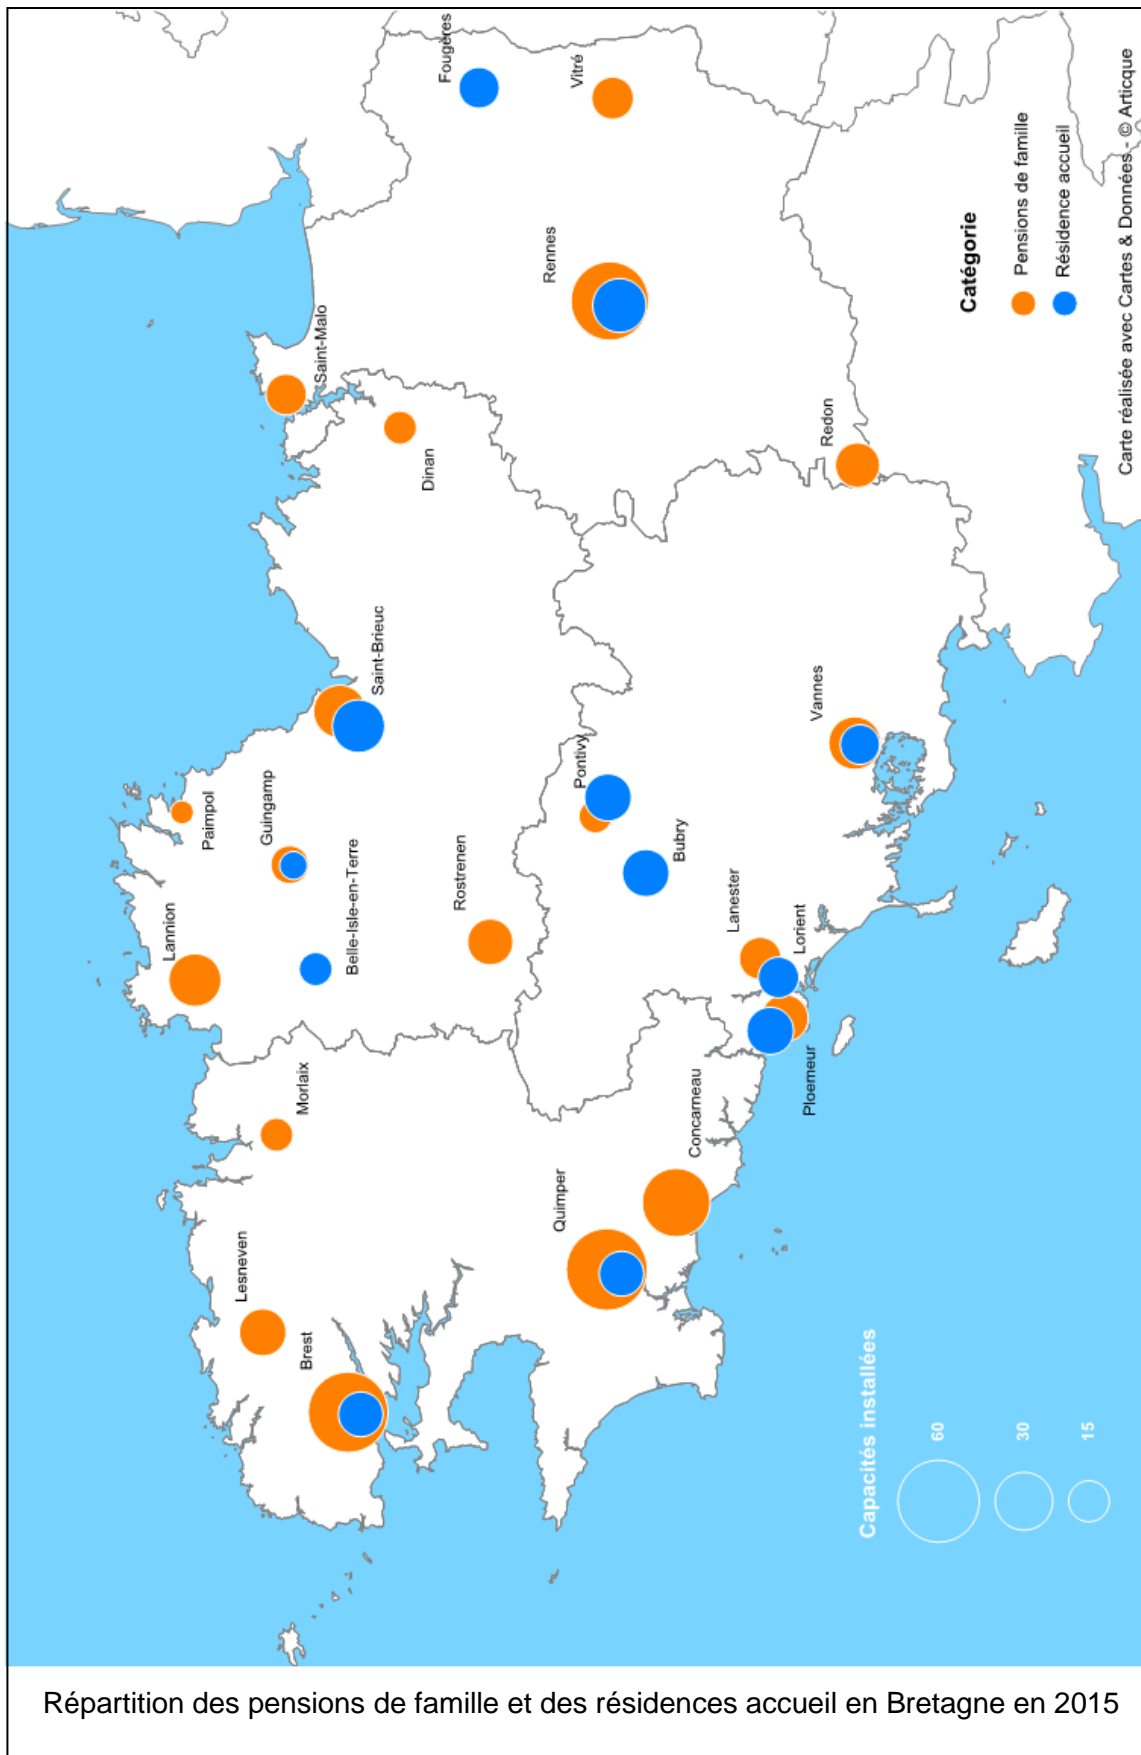 Fougères
Vitré
Rennes
Saint-Malo
Dinan
Redon
Saint-Brieuc
Paimpol
Guingamp
Belle-Isle-en-Terre
Lannion
Rostrenen
Pontivy
Bubry
Vannes
Lanester
Lorient
Ploemeur
Morlaix
Concarneau
Quimper
Lesneven
Brest
Catégorie
Pensions de famille
Résidence accueil
Carte réalisée avec Cartes & Données - © Articque
Capacités installées
60
30
15
Répartition des pensions de famille et des résidences accueil en Bretagne en 2015